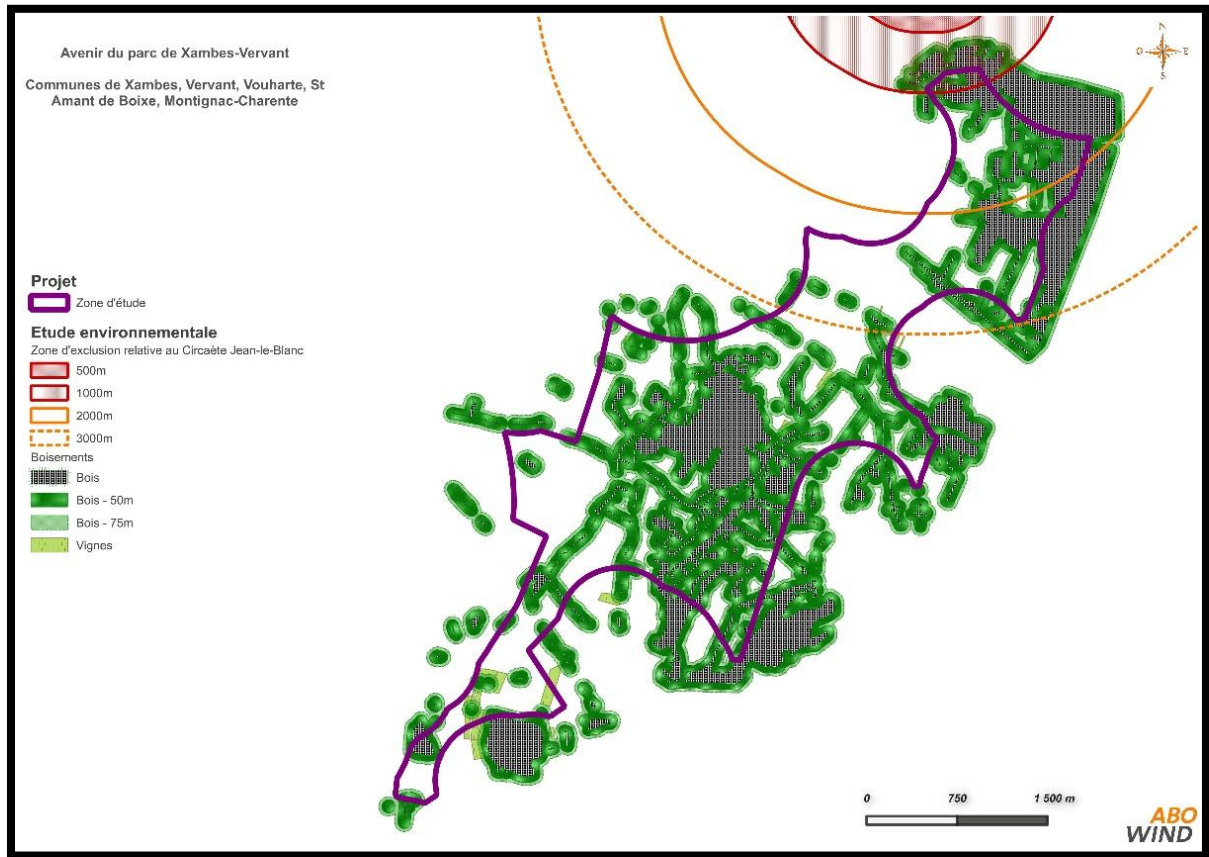 Avenir du parc de Xambes-Vervant
Communes de Xambes, Vervant, Vouharte, St
Amant de Boixe, Montignac-Charente
N
O
E
S
Projet
Zone d'étude
Etude environnementale
Zone d'exclusion relative au Circaète Jean-le-Blanc
500m
1000m
2000m
3000m
Boisements
Bois
Bois - 50m
Bois - 75m
Vignes
0 750 1 500 m
ABO
WIND